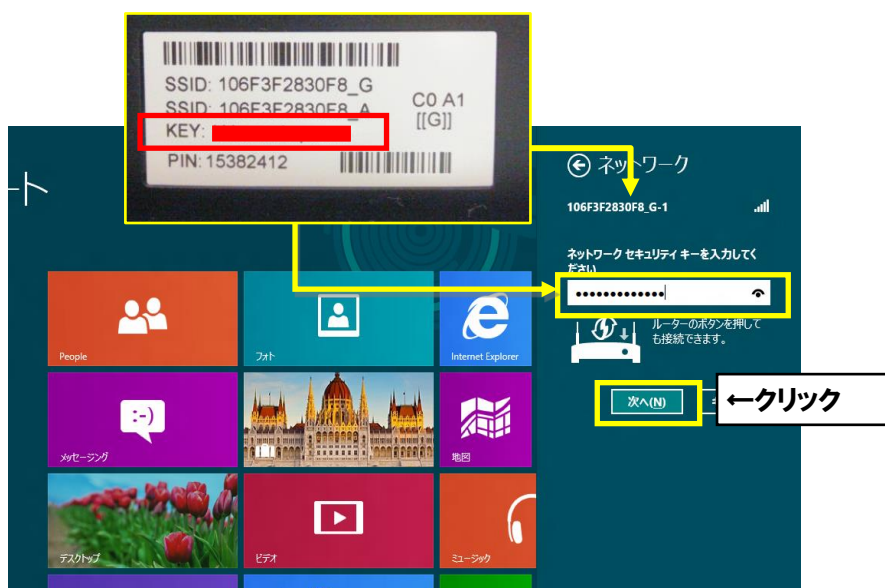 SSID: 106F3F2830F8_G
SSID: 106F3F2830F8_A
KEY:
PIN: 15382412
C0 A1
[[G]]
ート
ネットワーク
106F3F2830F8_G-1
ネットワーク セキュリティ キーを入力してく
ださい
ルーターのボタンを押して
も接続できます。
次へ(N)
←クリック
People
フォト
Internet Explorer
メッセージング
地図
デスクトップ
ビデオ
ミュージック